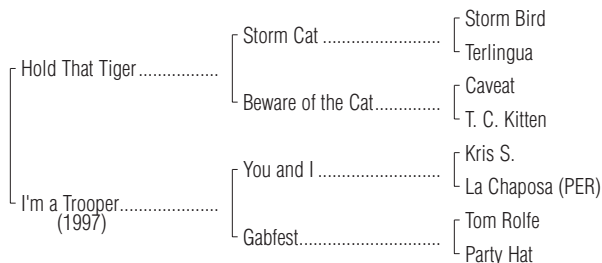 Storm Bird
Storm Cat ........................
Terlingua
Hold That Tiger................
Caveat
Beware of the Cat.............
T. C. Kitten
Kris S.
You and I .........................
La Chaposa (PER)
I'm a Trooper....................
(1997)
Tom Rolfe
Gabfest.............................
Party Hat